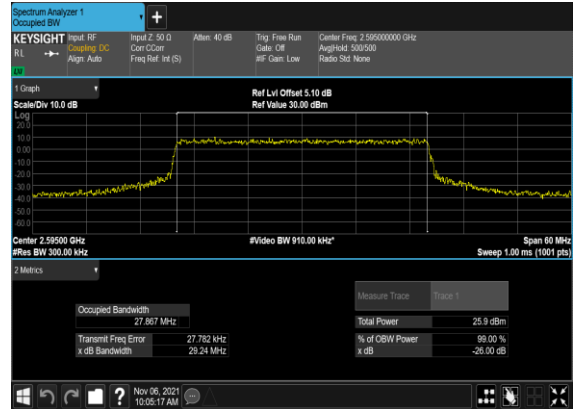 Spectrum Analyzer 1
Occupied BW
+
KEYSIGHT Input: RF Input Z: 50 Ω Atten: 40 dB Trig: Free Run Center Freq: 2.595000000 GHz
RL Coupling: DC Corr CCorr Gate: Off Avg|Hold: 500/500
Align: Auto Freq Ref: Int (S) #IF Gain: Low Radio Std: None
1 Graph
Ref Lvl Offset 5.10 dB
Scale/Div 10.0 dB Ref Value 30.00 dBm
Log
20.0
10.0
0.00
-10.0
-20.0
-30.0
-40.0
-50.0
-60.0
Center 2.59500 GHz #Video BW 910.00 kHz* Span 60 MHz
#Res BW 300.00 kHz Sweep 1.00 ms (1001 pts)
2 Metrics
Measure Trace Trace 1
Occupied Bandwidth
27.867 MHz Total Power 25.9 dBm
Transmit Freq Error 27.782 kHz % of OBW Power 99.00 %
x dB Bandwidth 29.24 MHz x dB -26.00 dB
? Nov 06, 2021
10:05:17 AM